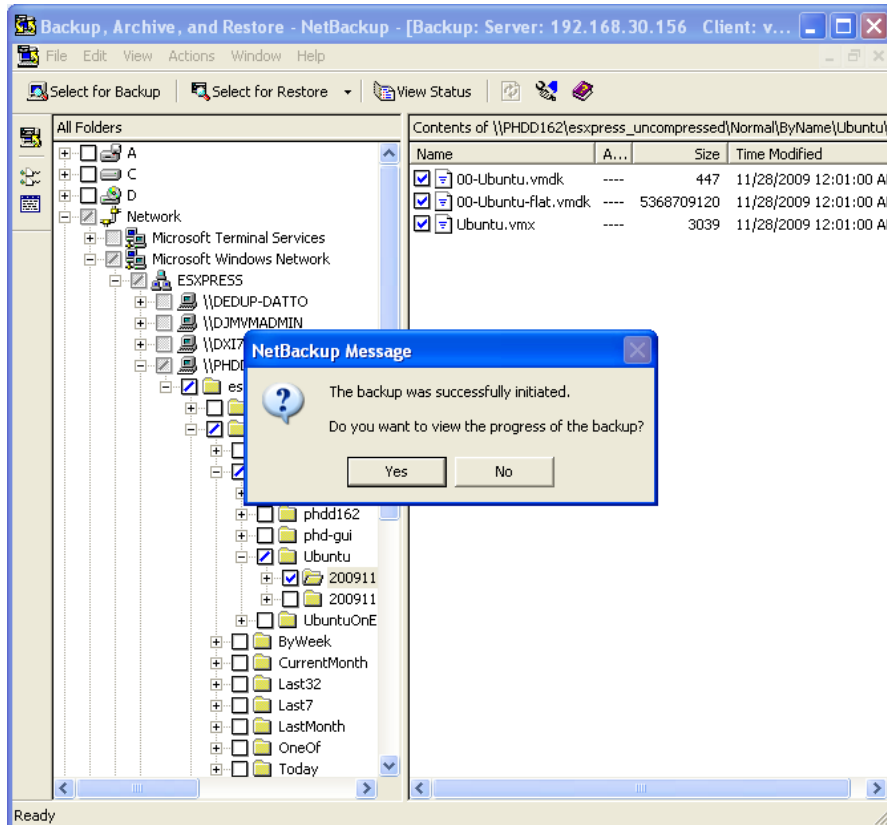 Backup, Archive, and Restore - NetBackup - [Backup: Server: 192.168.30.156 Client: v...
File Edit View Actions Window Help
Select for Backup Select for Restore View Status
All Folders
Contents of \\PHDD162\esxpress_uncompressed\Normal\ByName\Ubuntu\
Name A... Size Time Modified
A
C
D
Network
Microsoft Terminal Services
Microsoft Windows Network
ESXPRESS
\\DEDUP-DATTO
\\DJMVMADMIN
\\DXI7
\\PHDD
es
phdd162
phd-gui
Ubuntu
200911
200911
UbuntuOnE
ByWeek
CurrentMonth
Last32
Last7
LastMonth
OneOf
Today
00-Ubuntu.vmdk ---- 447 11/28/2009 12:01:00 A
00-Ubuntu-flat.vmdk ---- 5368709120 11/28/2009 12:01:00 A
Ubuntu.vmx ---- 3039 11/28/2009 12:01:00 A
NetBackup Message
The backup was successfully initiated.
Do you want to view the progress of the backup?
Yes No
Ready